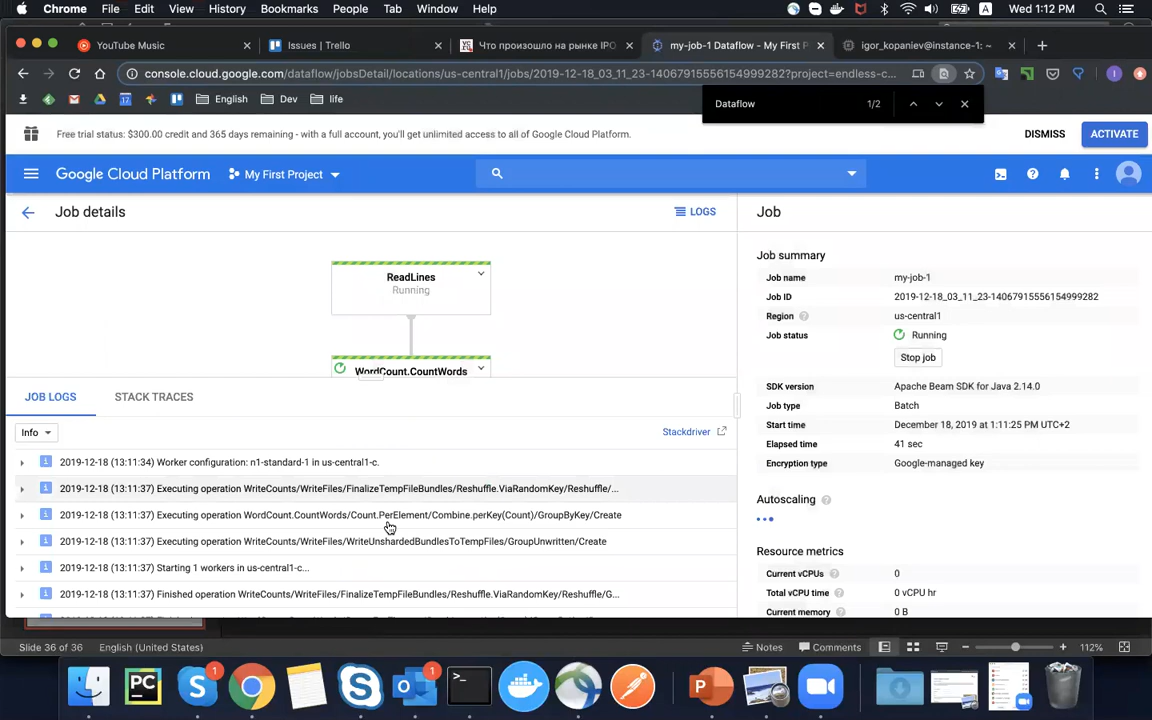 Chrome File Edit View History Bookmarks People Tab Window Help
A Wed 1:12 PM
YouTube Music
Issues | Trello
Что произошло на рынке IPO
my-job-1 Dataflow - My First P
igor_kopaniev@instance-1: ~
console.cloud.google.com/dataflow/jobsDetail/locations/us-central1/jobs/2019-12-18_03_11_23-14067915556154999282?project=endless-c...
English
Dev
life
Dataflow 1/2
Free trial status: $300.00 credit and 365 days remaining - with a full account, you'll get unlimited access to all of Google Cloud Platform.
DISMISS
ACTIVATE
Google Cloud Platform
My First Project
Job details
LOGS
ReadLines
Running
WordCount.CountWords
JOB LOGS
STACK TRACES
Info
Stackdriver
2019-12-18 (13:11:34) Worker configuration: n1-standard-1 in us-central1-c.
2019-12-18 (13:11:37) Executing operation WriteCounts/WriteFiles/FinalizeTempFileBundles/Reshuffle.ViaRandomKey/Reshuffle/...
2019-12-18 (13:11:37) Executing operation WordCount.CountWords/Count.PerElement/Combine.perKey(Count)/GroupByKey/Create
2019-12-18 (13:11:37) Executing operation WriteCounts/WriteFiles/WriteUnshardedBundlesToTempFiles/GroupUnwritten/Create
2019-12-18 (13:11:37) Starting 1 workers in us-central1-c...
2019-12-18 (13:11:37) Finished operation WriteCounts/WriteFiles/FinalizeTempFileBundles/Reshuffle.ViaRandomKey/Reshuffle/G...
Job
Job summary
Job name my-job-1
Job ID 2019-12-18_03_11_23-14067915556154999282
Region us-central1
Job status Running
Stop job
SDK version Apache Beam SDK for Java 2.14.0
Job type Batch
Start time December 18, 2019 at 1:11:25 PM UTC+2
Elapsed time 41 sec
Encryption type Google-managed key
Autoscaling
Resource metrics
Current vCPUs 0
Total vCPU time 0 vCPU hr
Current memory 0 B
Slide 36 of 36 English (United States)
Notes
Comments
112%